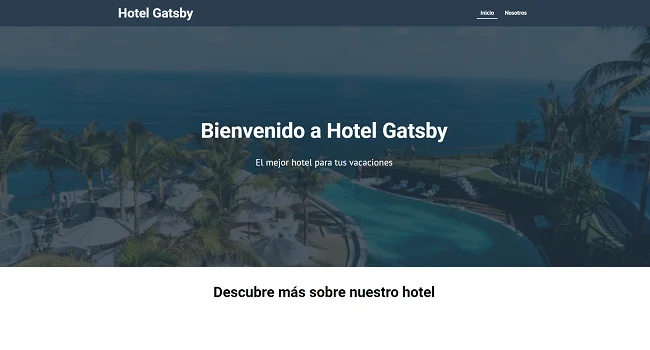 Hotel Gatsby
Inicio Nosotros
Bienvenido a Hotel Gatsby
El mejor hotel para tus vacaciones
Descubre más sobre nuestro hotel